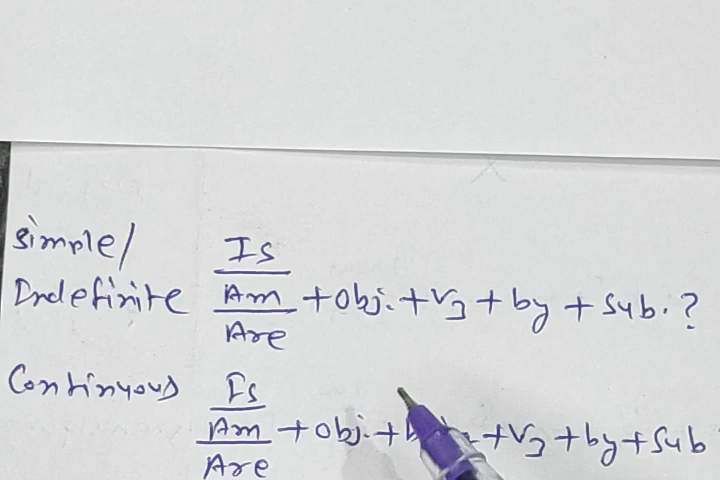 Simple/ Is
Indefinite Am + obj. + V3 + by + Sub. ?
Are
Continuous Is
Am + obj. + + V3 + by + Sub
Are